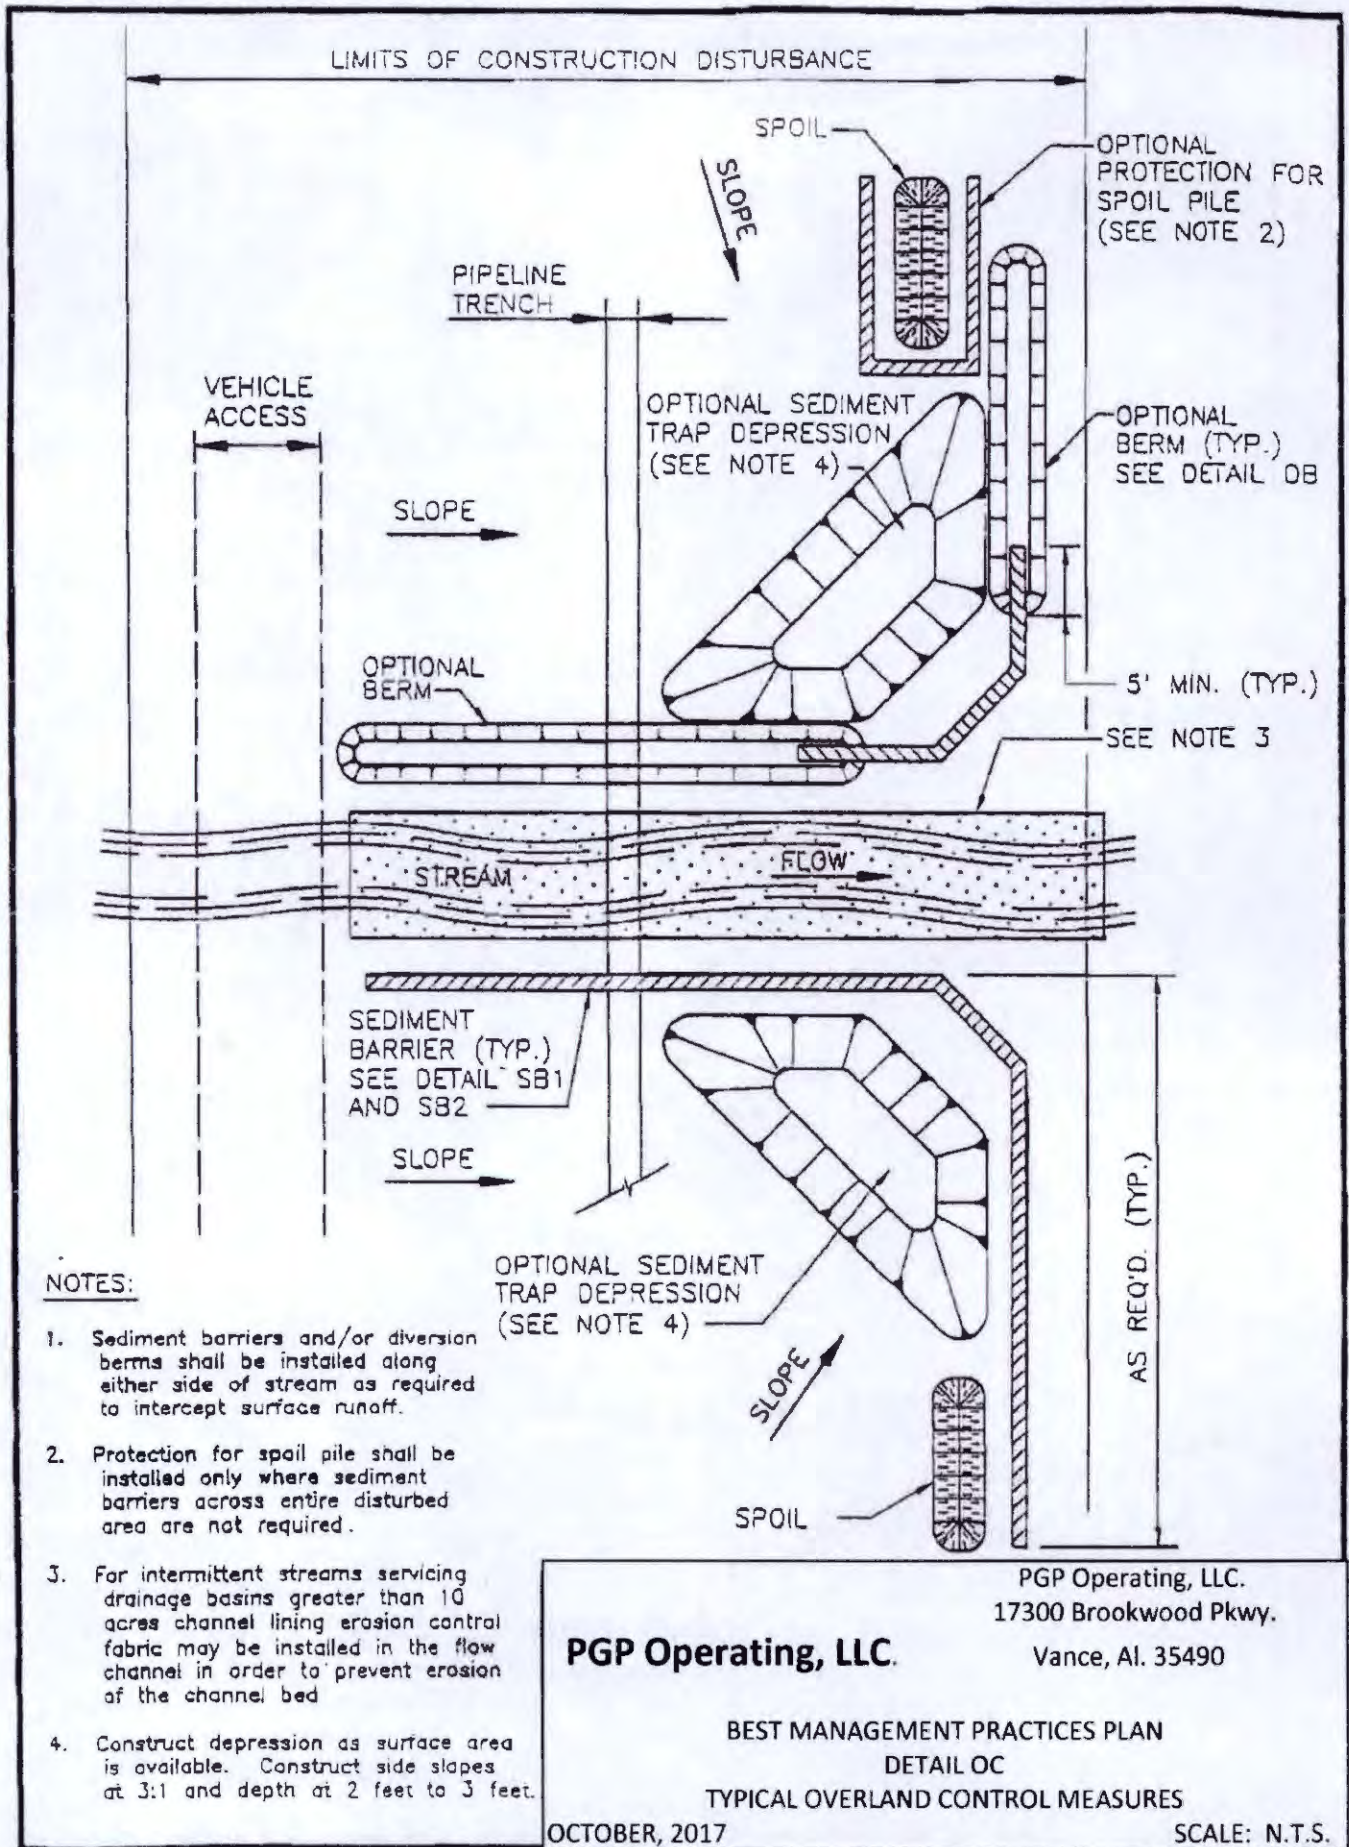 LIMITS OF CONSTRUCTION DISTURBANCE
SPOIL
OPTIONAL
PROTECTION FOR
SPOIL PILE
(SEE NOTE 2)
SLOPE
PIPELINE
TRENCH
VEHICLE
ACCESS
OPTIONAL SEDIMENT
TRAP DEPRESSION
(SEE NOTE 4)
OPTIONAL
BERM (TYP.)
SEE DETAIL DB
SLOPE
OPTIONAL
BERM
5' MIN. (TYP.)
SEE NOTE 3
STREAM
FLOW
SEDIMENT
BARRIER (TYP.)
SEE DETAIL SB1
AND SB2
SLOPE
AS REQ'D. (TYP.)
OPTIONAL SEDIMENT
TRAP DEPRESSION
(SEE NOTE 4)
SLOPE
SPOIL
NOTES:
1. Sediment barriers and/or diversion
berms shall be installed along
either side of stream as required
to intercept surface runoff.
2. Protection for spoil pile shall be
installed only where sediment
barriers across entire disturbed
area are not required.
3. For intermittent streams servicing
drainage basins greater than 10
acres channel lining erosion control
fabric may be installed in the flow
channel in order to prevent erosion
of the channel bed
4. Construct depression as surface area
is available. Construct side slopes
at 3:1 and depth at 2 feet to 3 feet.
PGP Operating, LLC.
17300 Brookwood Pkwy.
PGP Operating, LLC.
Vance, Al. 35490
BEST MANAGEMENT PRACTICES PLAN
DETAIL OC
TYPICAL OVERLAND CONTROL MEASURES
OCTOBER, 2017
SCALE: N.T.S.